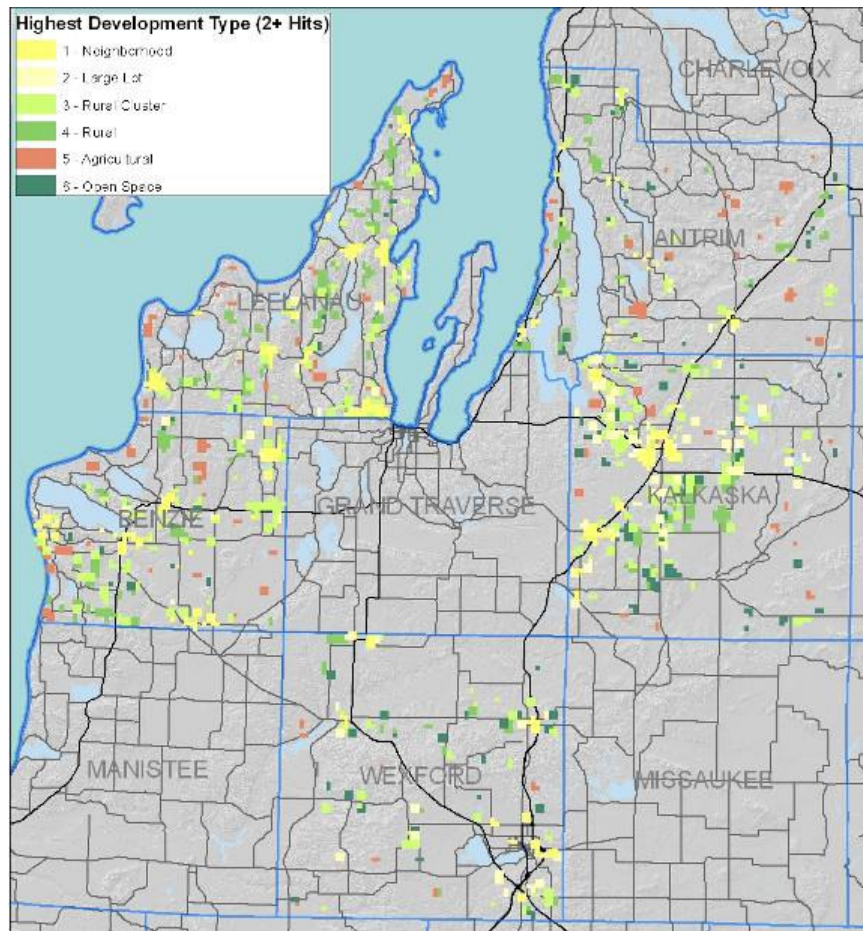 Highest Development Type (2+ Hits)
1 - Neighborhood
2 - Large Lot
3 - Rural Cluster
4 - Rural
5 - Agricultural
6 - Open Space
CHARLEVOIX
ANTRIM
LEELANAU
KALKASKA
GRAND TRAVERSE
BENZIE
MANISTEE
WEXFORD
MISSAUKEE